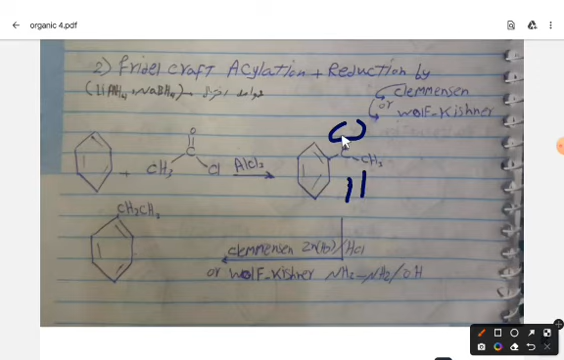 organic 4.pdf
2) Fridel craft Acylation + Reduction by
clemmensen
(LiAlH4, NaBH4)
or
wolf-Kishner
O
C
CH3
Cl
+
AlCl3
C
CH3
CH2CH3
clemmensen Zn(Hg)/HCl
or wolf-Kishner NH2-NH2/OH